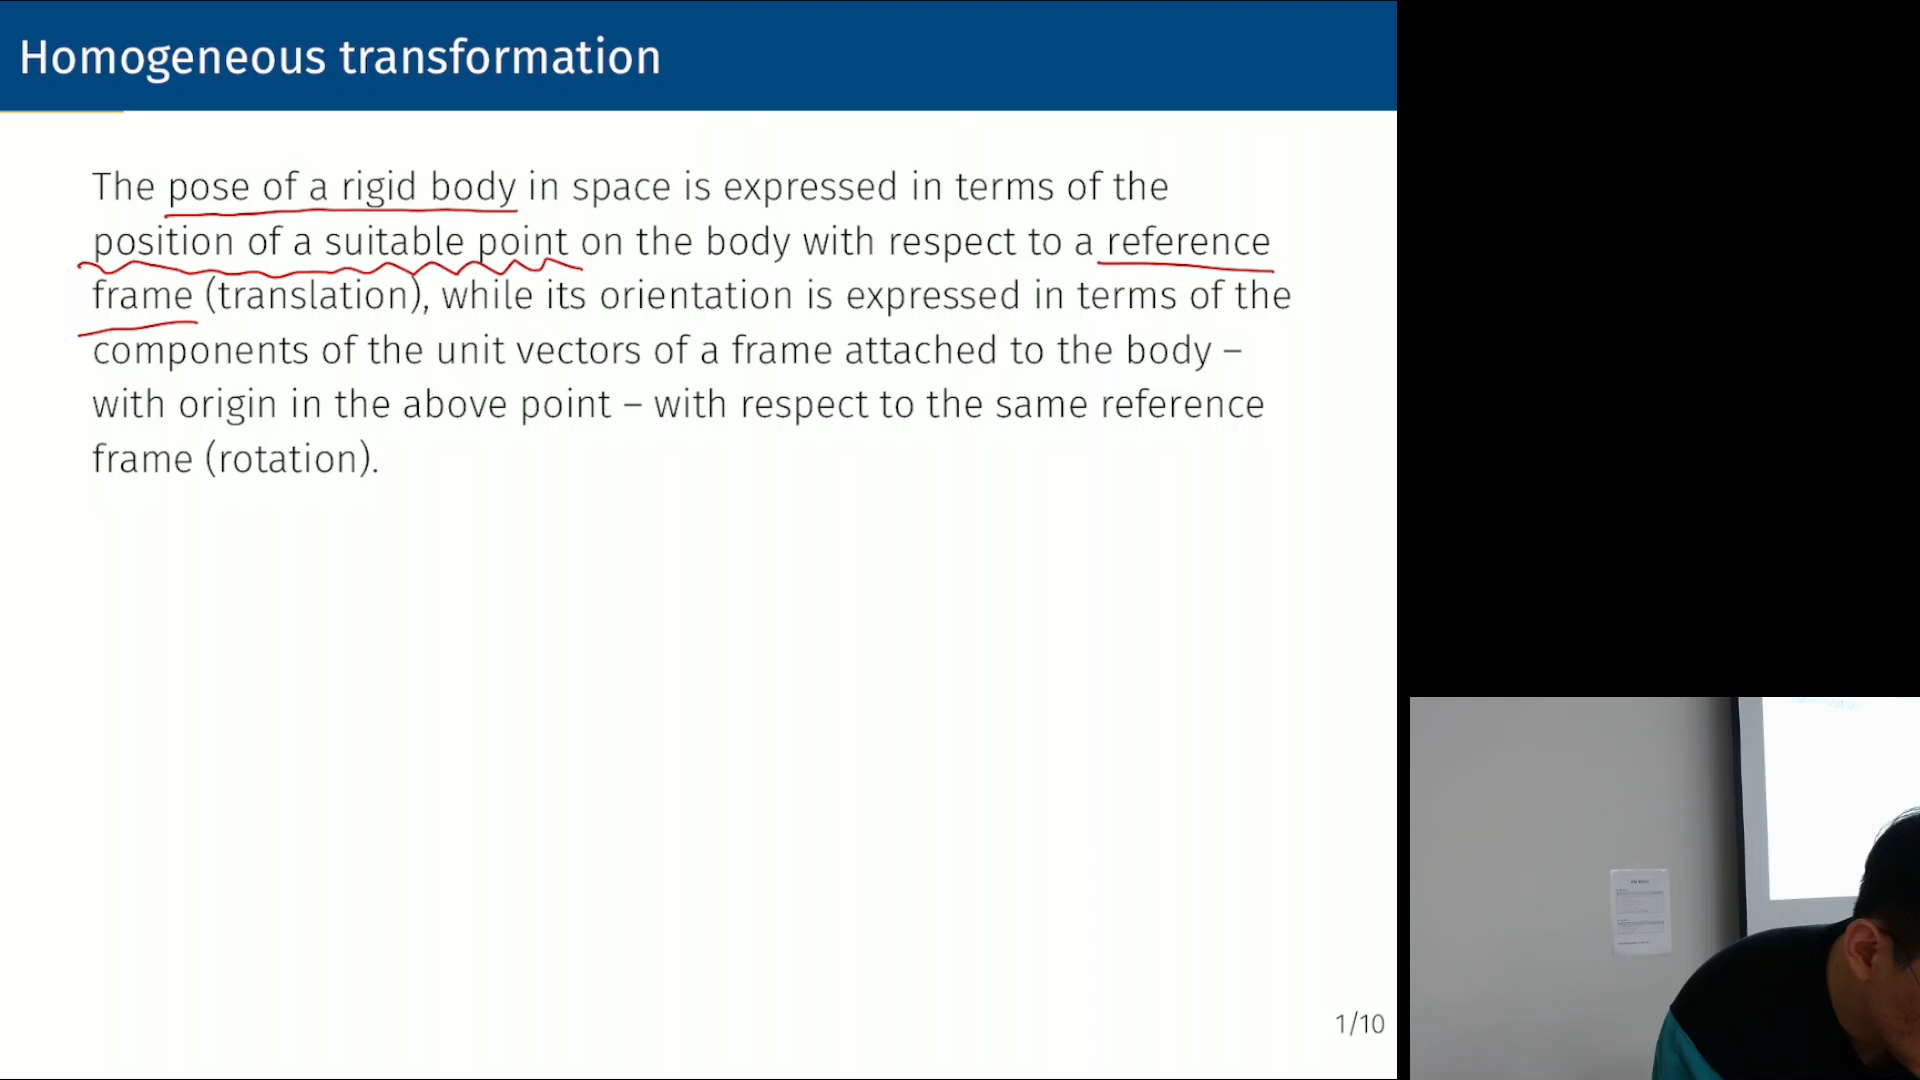 Homogeneous transformation
The pose of a rigid body in space is expressed in terms of the
position of a suitable point on the body with respect to a reference
frame (translation), while its orientation is expressed in terms of the
components of the unit vectors of a frame attached to the body –
with origin in the above point – with respect to the same reference
frame (rotation).
1/10